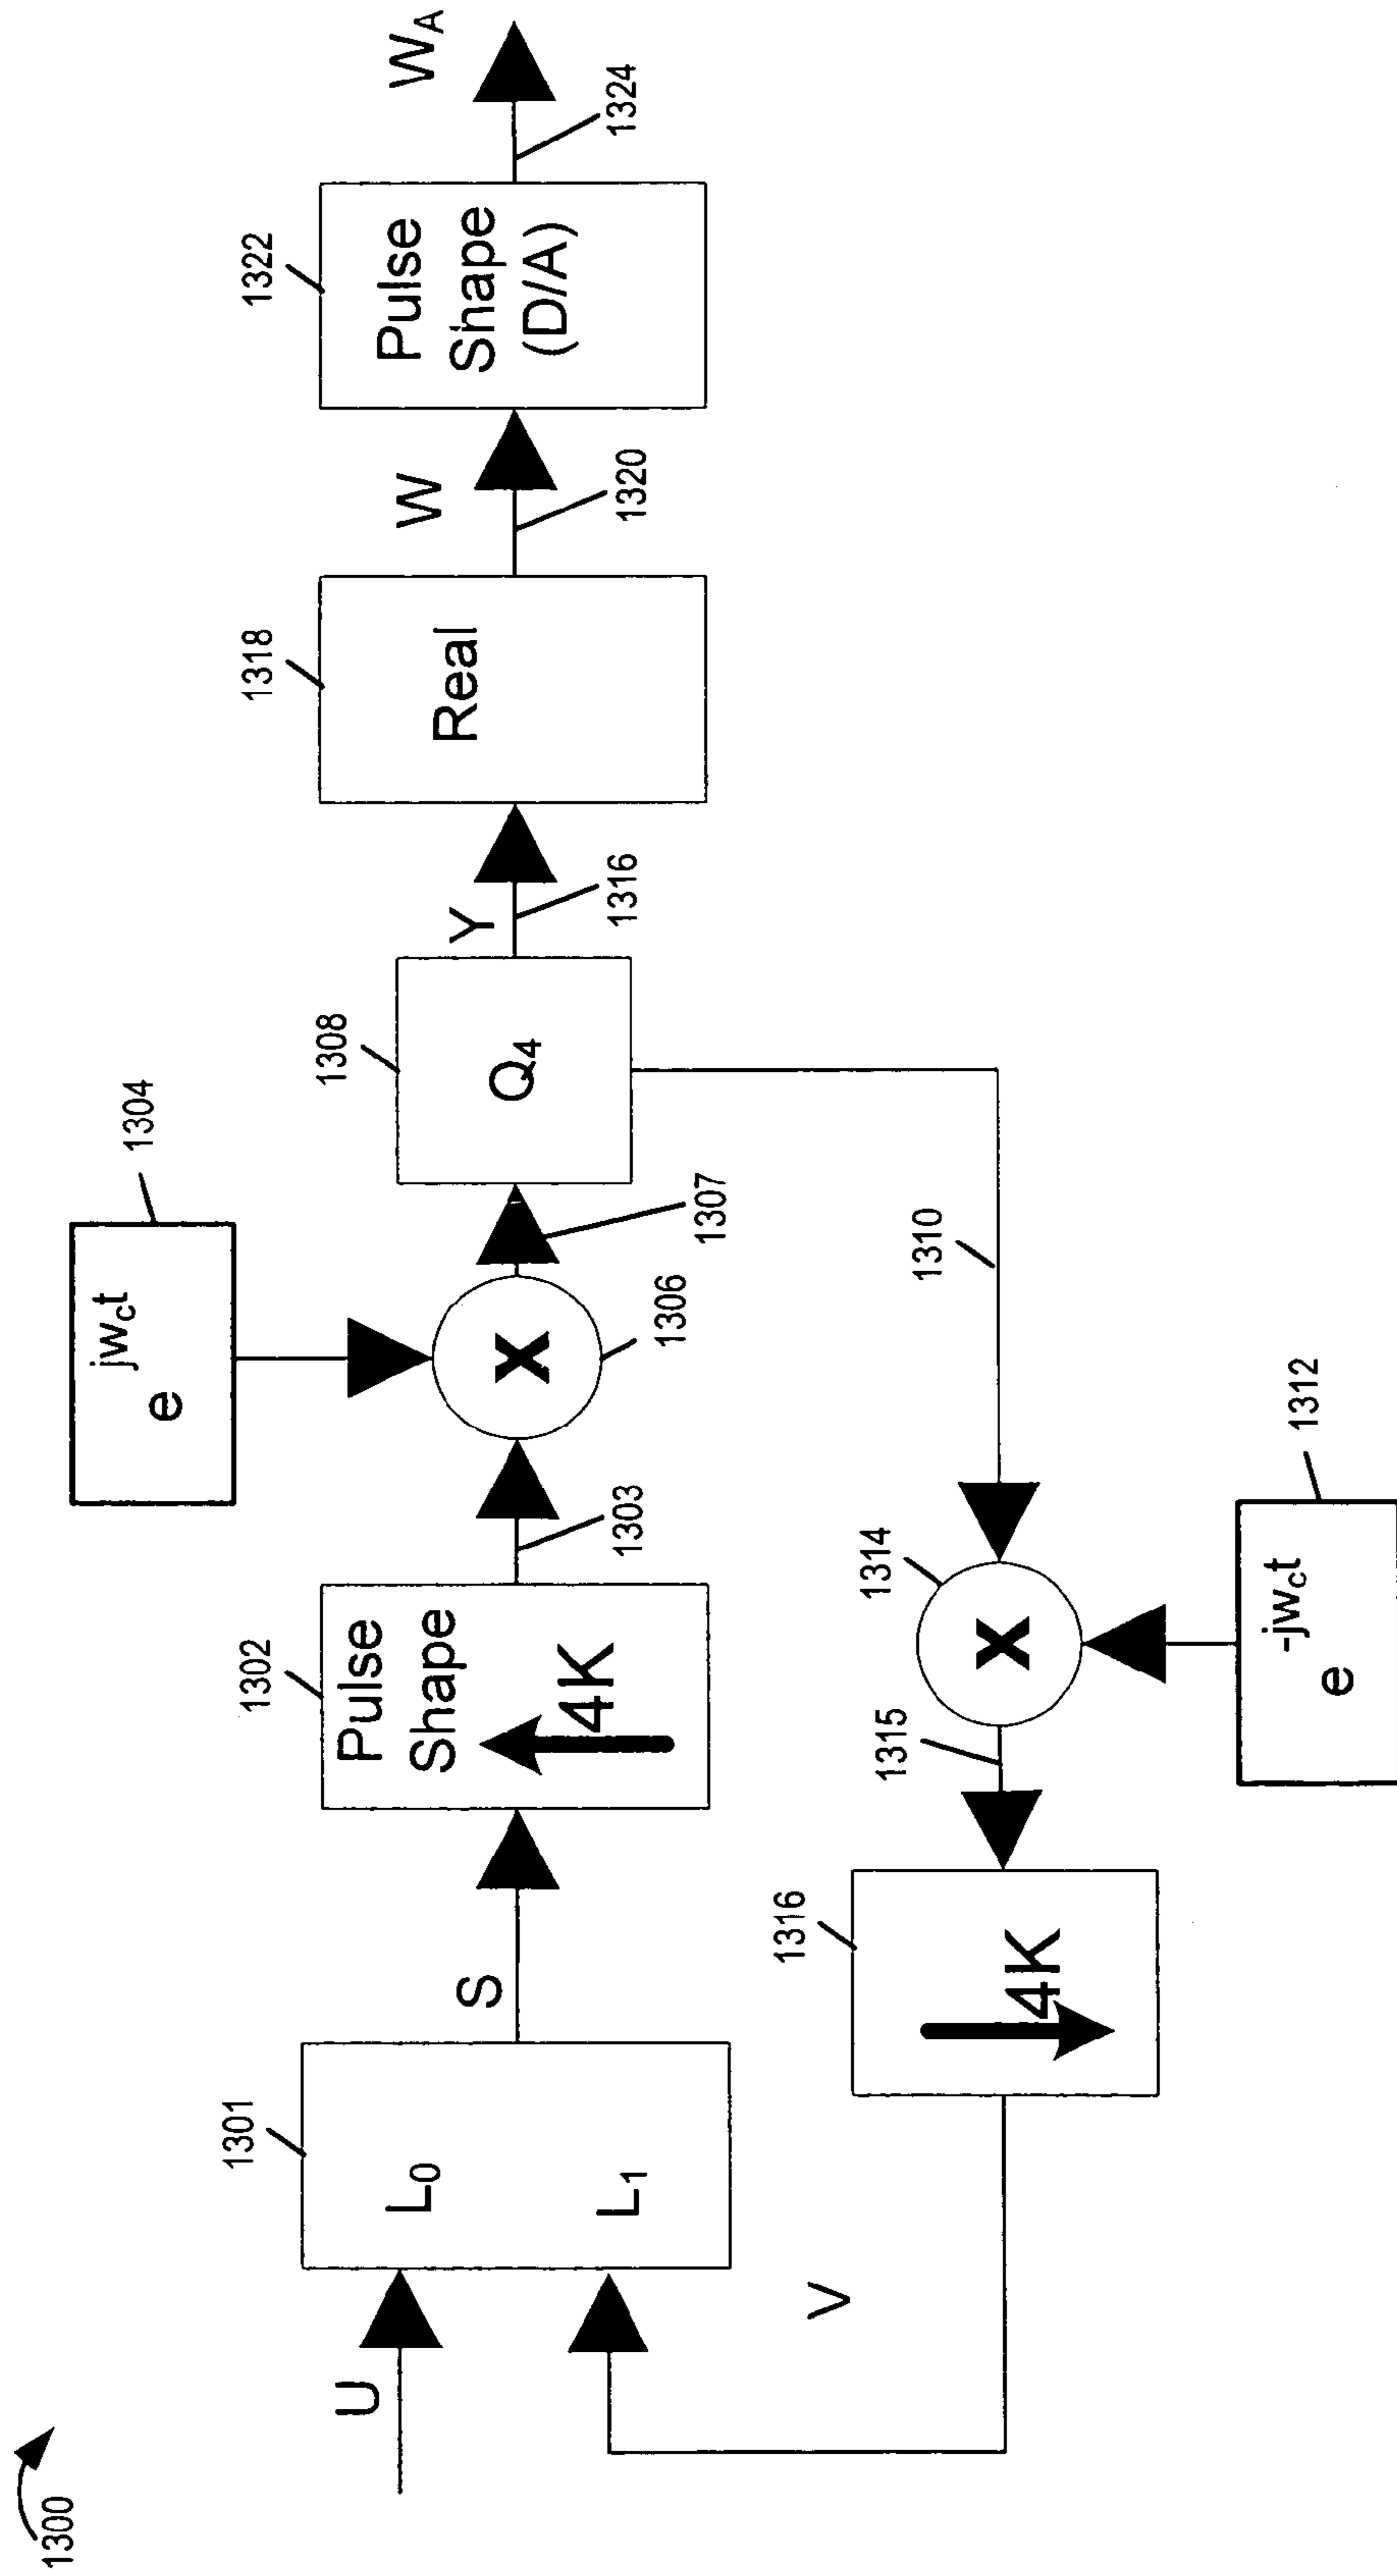 1300
U
1301
L0
L1
S
V
1302
Pulse
Shape
4K
1303
1304
e jwct
X
1306
1307
1308
Q4
Y
1316
1318
Real
W
1320
1322
Pulse
Shape
(D/A)
WA
1324
1310
1314
X
1312
e -jwct
1315
1316
4K